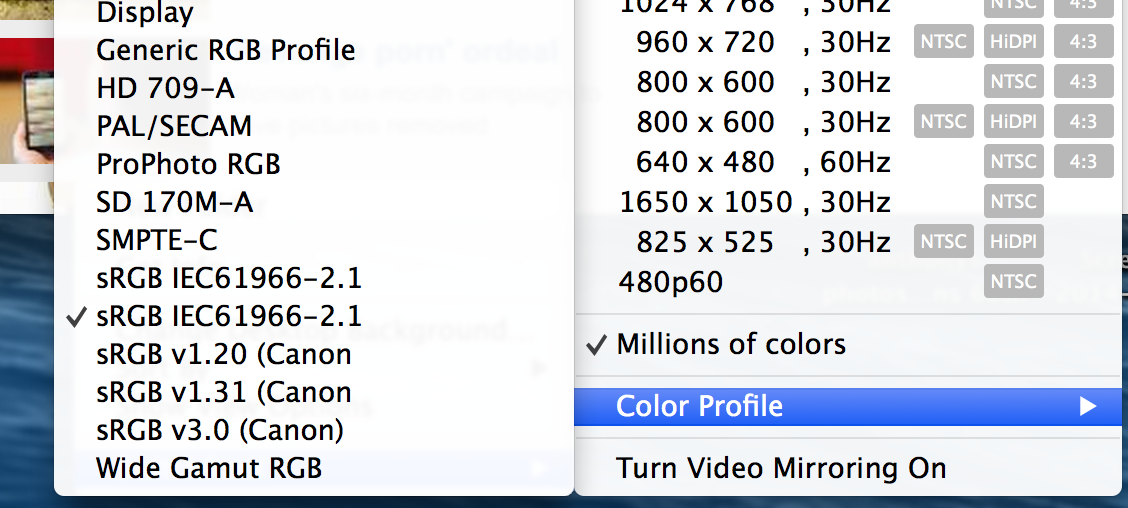 Display
Generic RGB Profile
HD 709-A
PAL/SECAM
ProPhoto RGB
SD 170M-A
SMPTE-C
sRGB IEC61966-2.1
✓ sRGB IEC61966-2.1
sRGB v1.20 (Canon
sRGB v1.31 (Canon
sRGB v3.0 (Canon)
Wide Gamut RGB
1024 x 768 , 30Hz NTSC 4:3
960 x 720 , 30Hz NTSC HiDPI 4:3
800 x 600 , 30Hz NTSC 4:3
800 x 600 , 30Hz NTSC HiDPI 4:3
640 x 480 , 60Hz NTSC 4:3
1650 x 1050 , 30Hz NTSC
825 x 525 , 30Hz NTSC HiDPI
480p60 NTSC
✓ Millions of colors
Color Profile
Turn Video Mirroring On